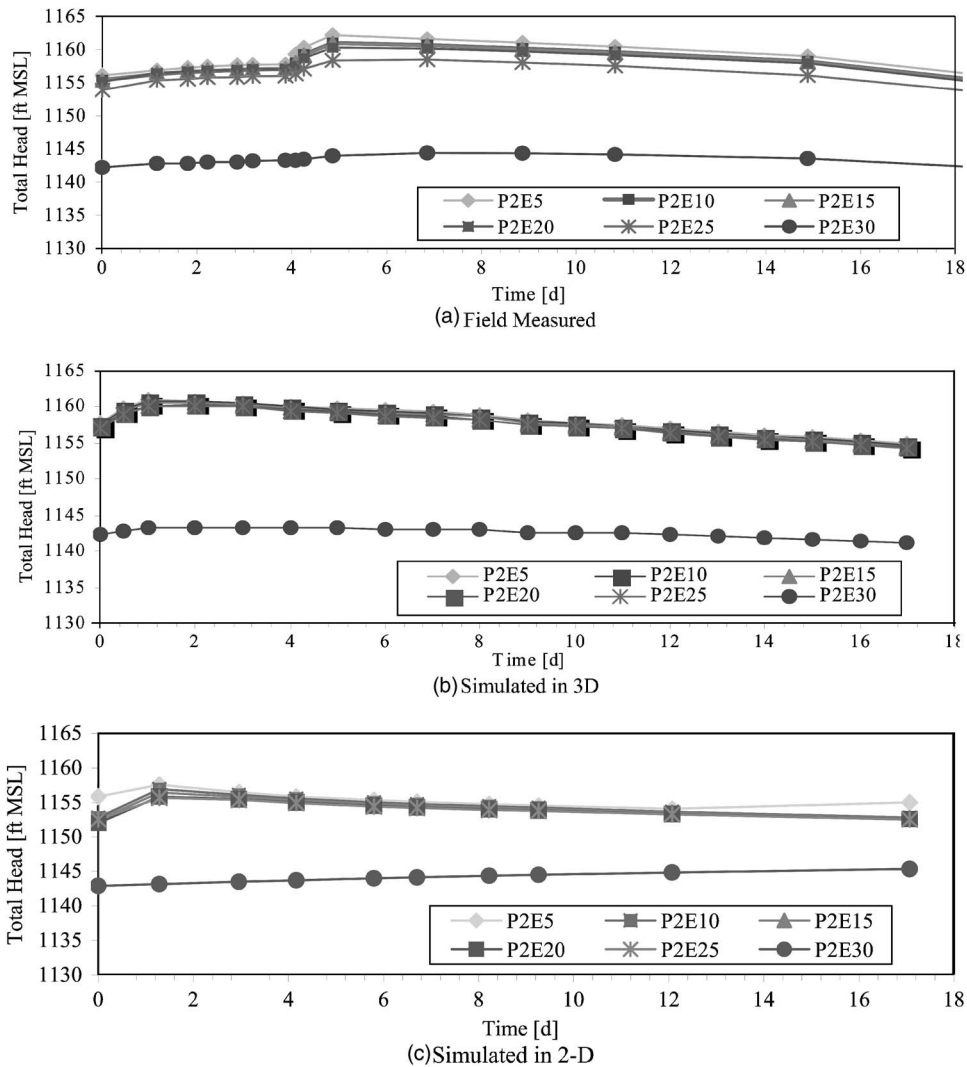 1165
1160
1155
1150
1145
1140
1135
1130
Total Head [ft MSL]
P2E5 P2E10 P2E15
P2E20 P2E25 P2E30
0 2 4 6 8 10 12 14 16 18
Time [d]
(a) Field Measured
1165
1160
1155
1150
1145
1140
1135
1130
Total Head [ft MSL]
P2E5 P2E10 P2E15
P2E20 P2E25 P2E30
0 2 4 6 8 10 12 14 16 18
Time [d]
(b) Simulated in 3D
1165
1160
1155
1150
1145
1140
1135
1130
Total Head [ft MSL]
P2E5 P2E10 P2E15
P2E20 P2E25 P2E30
0 2 4 6 8 10 12 14 16 18
Time [d]
(c) Simulated in 2-D